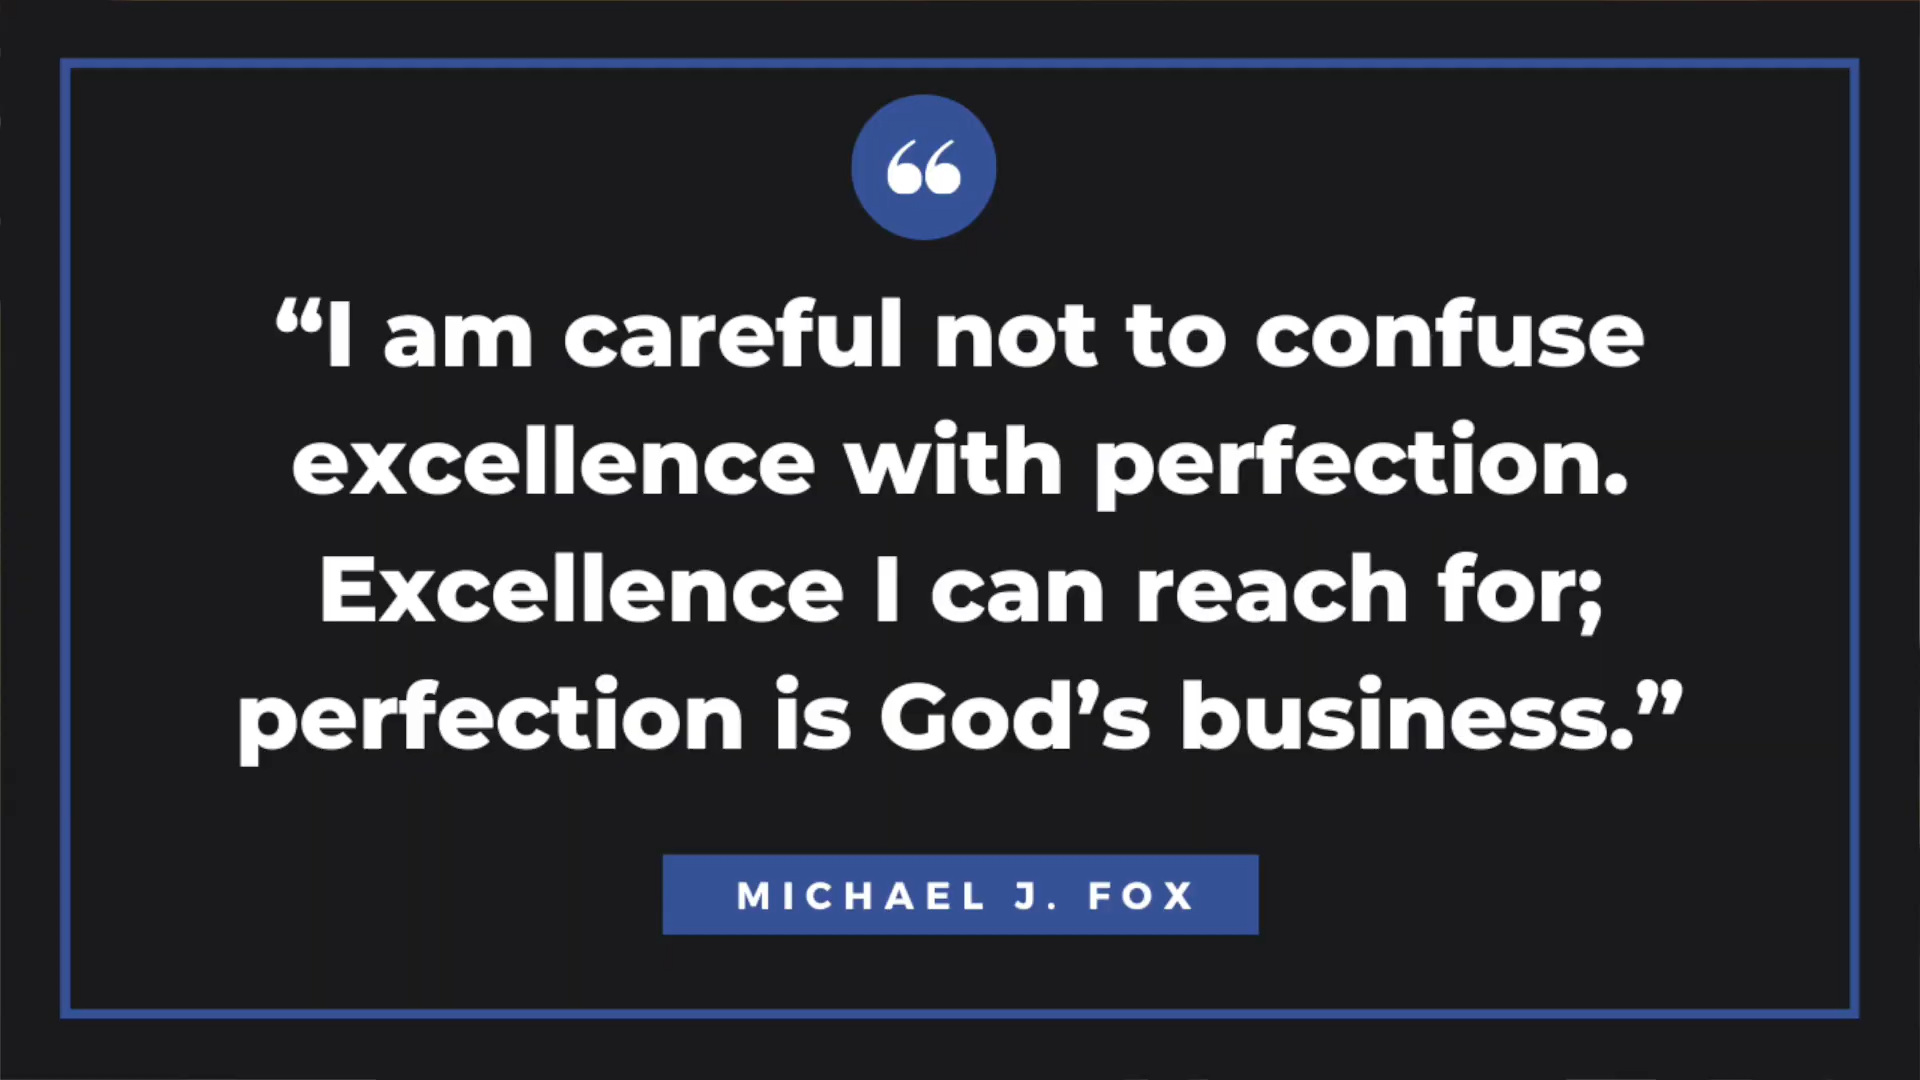 “I am careful not to confuse
excellence with perfection.
Excellence I can reach for;
perfection is God’s business.”
MICHAEL J. FOX